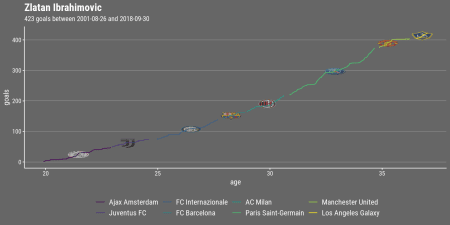 Zlatan Ibrahimovic
423 goals between 2001-08-26 and 2018-09-30
goals
400
300
200
100
0
20
25
30
35
age
Ajax Amsterdam
FC Internazionale
AC Milan
Manchester United
Juventus FC
FC Barcelona
Paris Saint-Germain
Los Angeles Galaxy